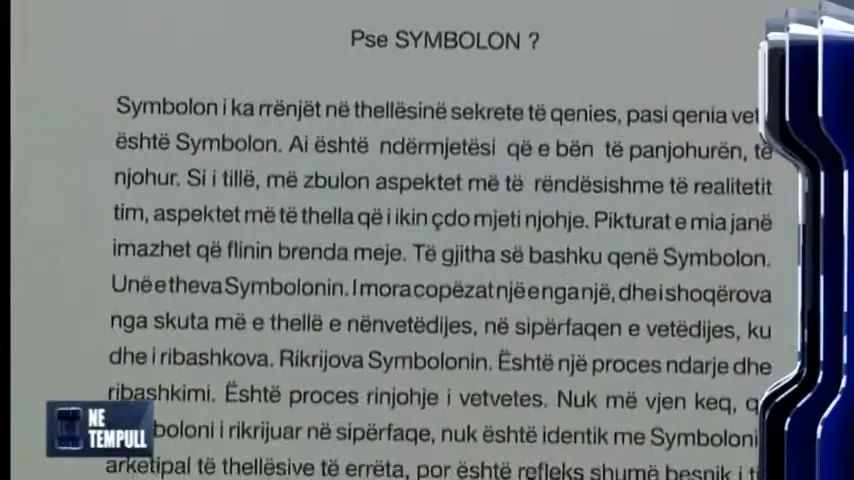 Pse SYMBOLON ?
Symbolon i ka rrënjët në thellësinë sekrete të qenies, pasi qenia vet
është Symbolon. Ai është ndërmjetësi që e bën të panjohurën, të
njohur. Si i tillë, më zbulon aspektet më të rëndësishme të realitetit
tim, aspektet më të thella që i ikin çdo mjeti njohje. Pikturat e mia janë
imazhet që flinin brenda meje. Të gjitha së bashku qenë Symbolon.
Unë e theva Symbolonin. I mora copëzat një e nga një, dhe i shoqërova
nga skuta më e thellë e nënvetëdijes, në sipërfaqen e vetëdijes, ku
dhe i ribashkova. Rikrijova Symbolonin. Është një proces ndarje dhe
ribashkimi. Është proces rinjohje i vetvetes. Nuk më vjen keq, q
boloni i rikrijuar në sipërfaqe, nuk është identik me Symboloni
arketipal të thellësive të errëta, por është refleks shumë besnik i t
NE
TEMPULL